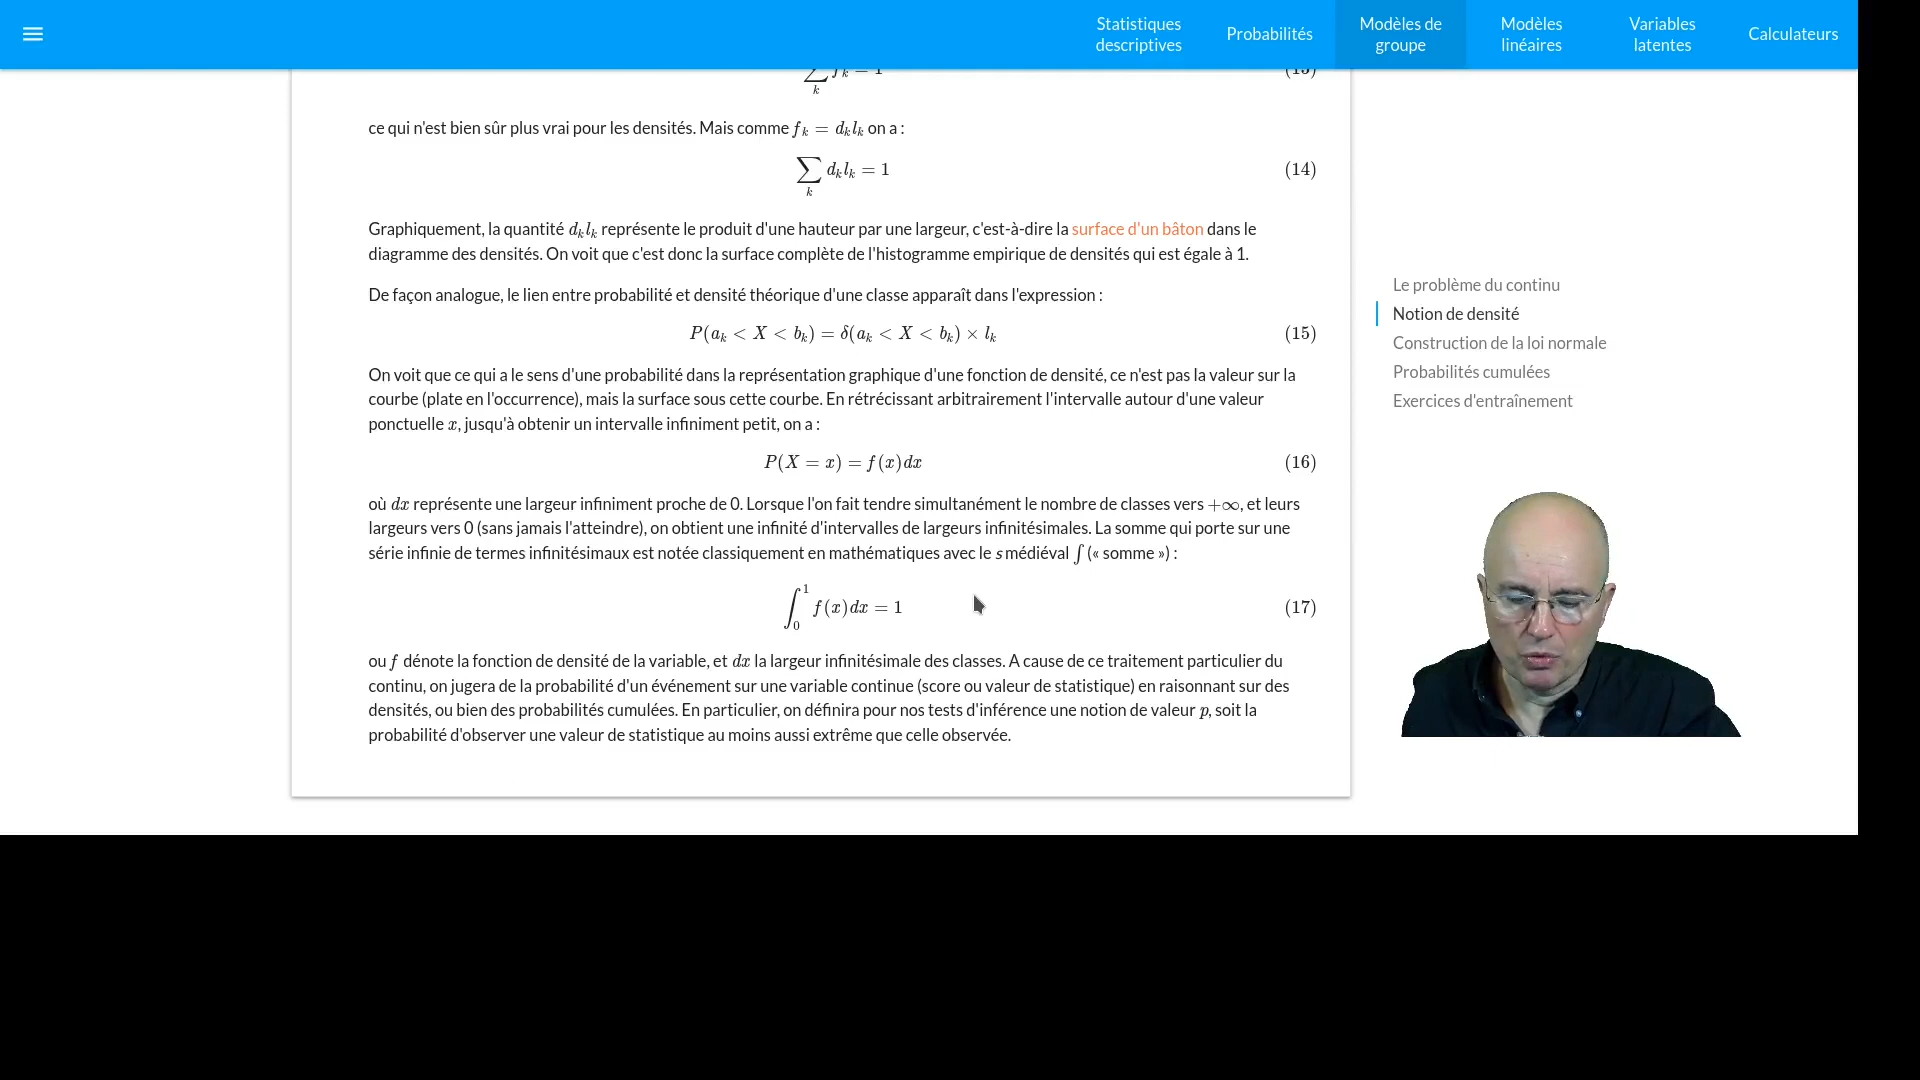 Statistiques descriptives
Probabilités
Modèles de groupe
Modèles linéaires
Variables latentes
Calculateurs
∑_k f_k = 1 (13)
ce qui n'est bien sûr plus vrai pour les densités. Mais comme f_k = d_k l_k on a :
∑_k d_k l_k = 1 (14)
Graphiquement, la quantité d_k l_k représente le produit d'une hauteur par une largeur, c'est-à-dire la surface d'un bâton dans le
diagramme des densités. On voit que c'est donc la surface complète de l'histogramme empirique de densités qui est égale à 1.
De façon analogue, le lien entre probabilité et densité théorique d'une classe apparaît dans l'expression :
P(a_k < X < b_k) = δ(a_k < X < b_k) × l_k (15)
On voit que ce qui a le sens d'une probabilité dans la représentation graphique d'une fonction de densité, ce n'est pas la valeur sur la
courbe (plate en l'occurrence), mais la surface sous cette courbe. En rétrécissant arbitrairement l'intervalle autour d'une valeur
ponctuelle x, jusqu'à obtenir un intervalle infiniment petit, on a :
P(X = x) = f(x)dx (16)
où dx représente une largeur infiniment proche de 0. Lorsque l'on fait tendre simultanément le nombre de classes vers +∞, et leurs
largeurs vers 0 (sans jamais l'atteindre), on obtient une infinité d'intervalles de largeurs infinitésimales. La somme qui porte sur une
série infinie de termes infinitésimaux est notée classiquement en mathématiques avec le s médiéval ∫ (« somme ») :
∫_0^1 f(x)dx = 1 (17)
ou f dénote la fonction de densité de la variable, et dx la largeur infinitésimale des classes. A cause de ce traitement particulier du
continu, on jugera de la probabilité d'un événement sur une variable continue (score ou valeur de statistique) en raisonnant sur des
densités, ou bien des probabilités cumulées. En particulier, on définira pour nos tests d'inférence une notion de valeur p, soit la
probabilité d'observer une valeur de statistique au moins aussi extrême que celle observée.
Le problème du continu
Notion de densité
Construction de la loi normale
Probabilités cumulées
Exercices d'entraînement